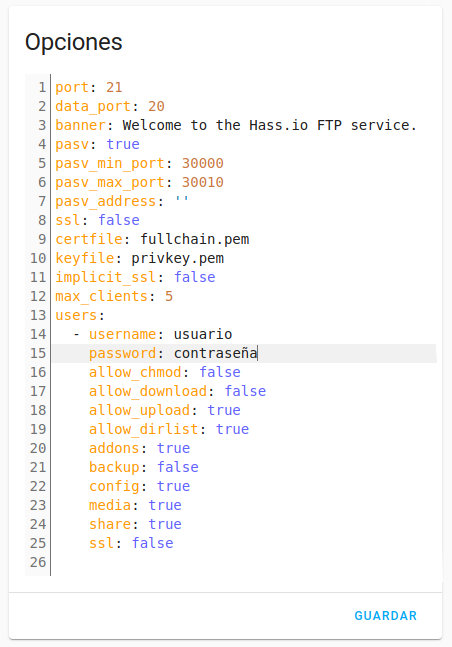 Opciones
1 port: 21
2 data_port: 20
3 banner: Welcome to the Hass.io FTP service.
4 pasv: true
5 pasv_min_port: 30000
6 pasv_max_port: 30010
7 pasv_address: ''
8 ssl: false
9 certfile: fullchain.pem
10 keyfile: privkey.pem
11 implicit_ssl: false
12 max_clients: 5
13 users:
14   - username: usuario
15     password: contraseña
16     allow_chmod: false
17     allow_download: false
18     allow_upload: true
19     allow_dirlist: true
20     addons: true
21     backup: false
22     config: true
23     media: true
24     share: true
25     ssl: false
26
GUARDAR